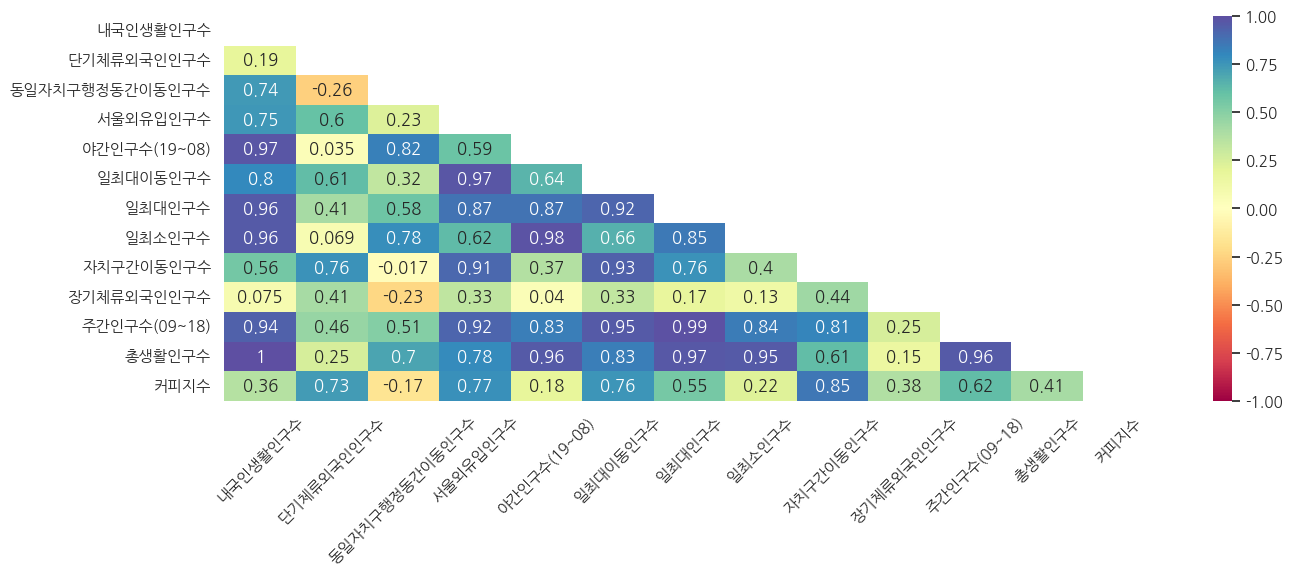 내국인생활인구수
단기체류외국인인구수 0.19
동일자치구행정동간이동인구수 0.74 -0.26
서울외유입인구수 0.75 0.6 0.23
야간인구수(19~08) 0.97 0.035 0.82 0.59
일최대이동인구수 0.8 0.61 0.32 0.97 0.64
일최대인구수 0.96 0.41 0.58 0.87 0.87 0.92
일최소인구수 0.96 0.069 0.78 0.62 0.98 0.66 0.85
자치구간이동인구수 0.56 0.76 -0.017 0.91 0.37 0.93 0.76 0.4
장기체류외국인인구수 0.075 0.41 -0.23 0.33 0.04 0.33 0.17 0.13 0.44
주간인구수(09~18) 0.94 0.46 0.51 0.92 0.83 0.95 0.99 0.84 0.81 0.25
총생활인구수 1 0.25 0.7 0.78 0.96 0.83 0.97 0.95 0.61 0.15 0.96
커피지수 0.36 0.73 -0.17 0.77 0.18 0.76 0.55 0.22 0.85 0.38 0.62 0.41
내국인생활인구수
단기체류외국인인구수
동일자치구행정동간이동인구수
서울외유입인구수
야간인구수(19~08)
일최대이동인구수
일최대인구수
일최소인구수
자치구간이동인구수
장기체류외국인인구수
주간인구수(09~18)
총생활인구수
커피지수
1.00
0.75
0.50
0.25
0.00
-0.25
-0.50
-0.75
-1.00